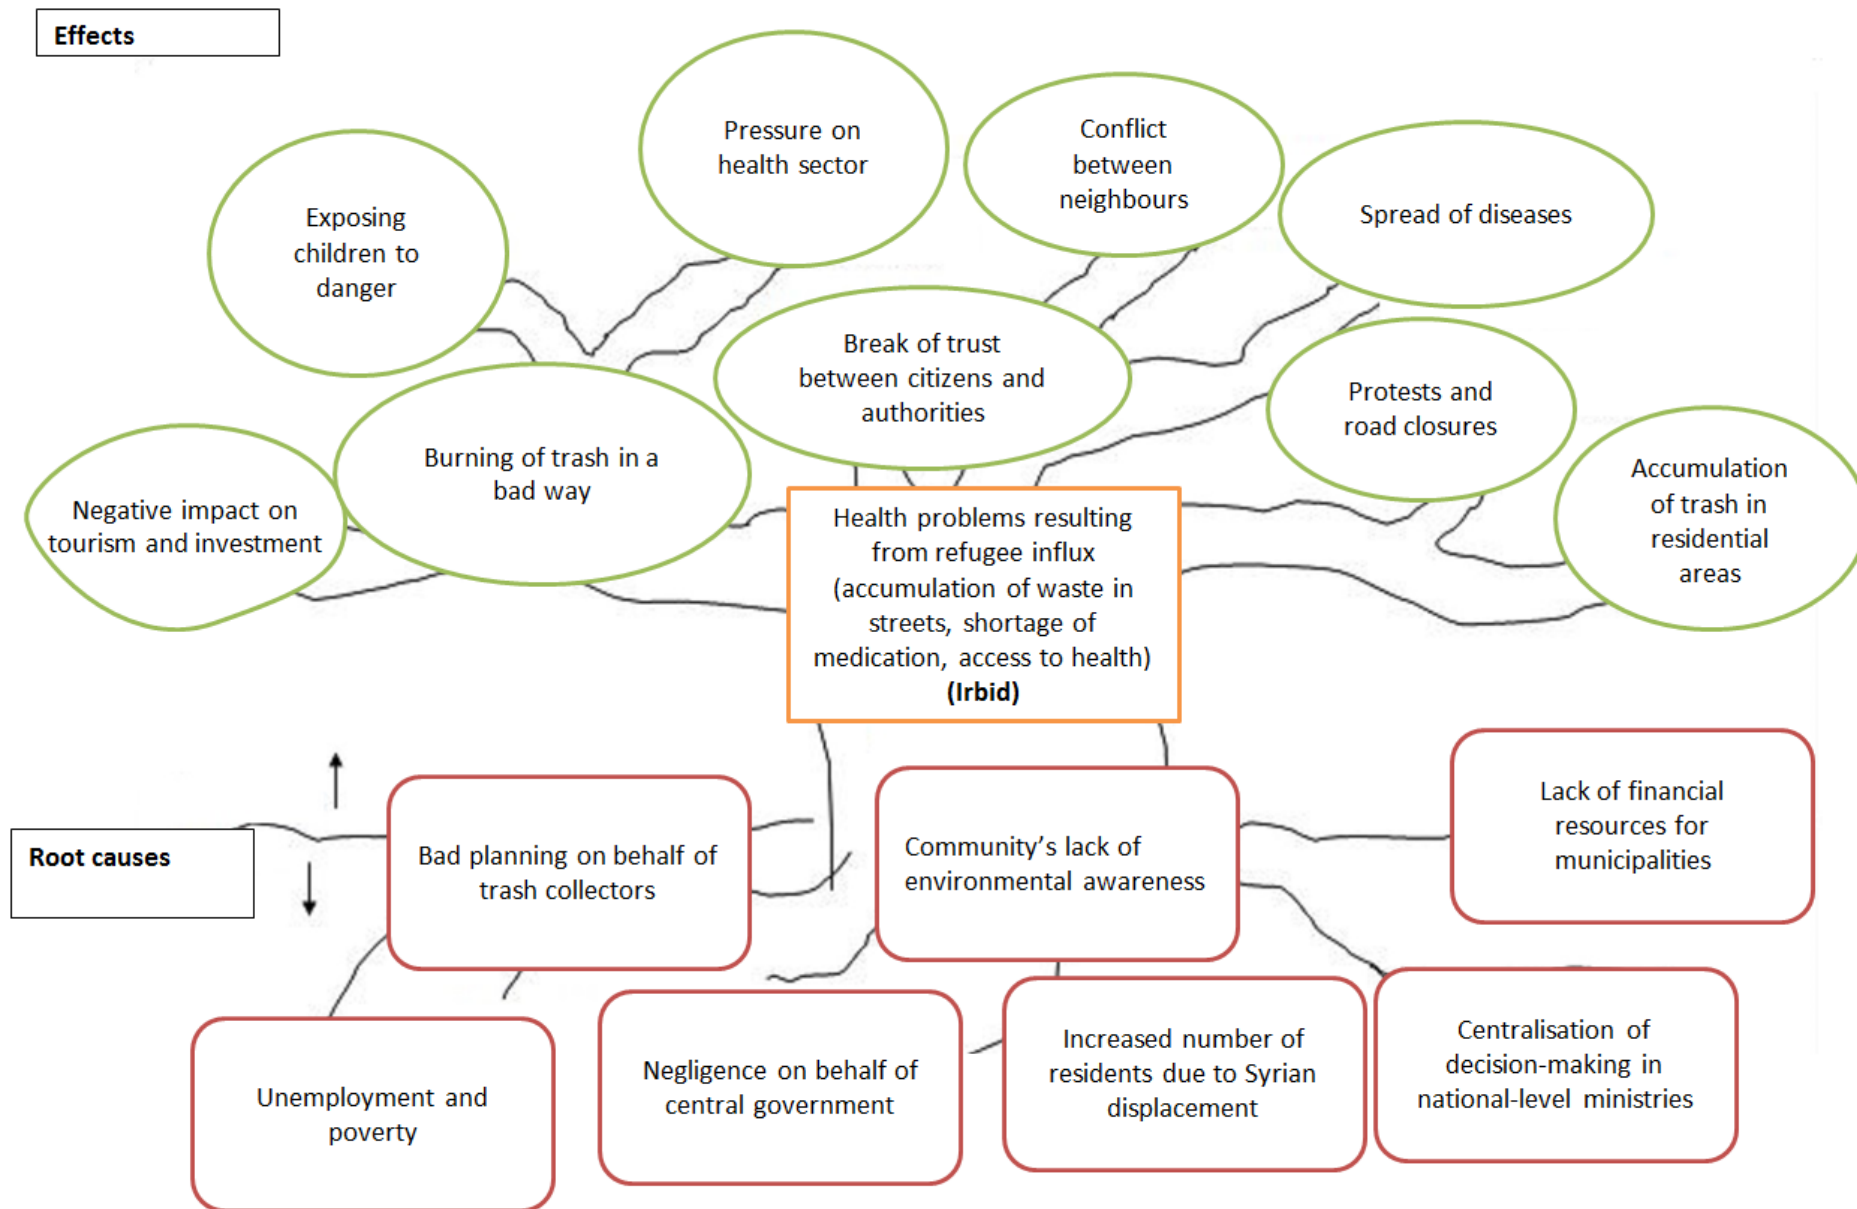 Effects
Pressure on
health sector
Conflict
between
neighbours
Spread of diseases
Exposing
children to
danger
Break of trust
between citizens and
authorities
Protests and
road closures
Burning of trash in a
bad way
Accumulation
of trash in
residential
areas
Negative impact on
tourism and investment
Health problems resulting
from refugee influx
(accumulation of waste in
streets, shortage of
medication, access to health)
(Irbid)
Root causes
Bad planning on behalf of
trash collectors
Community's lack of
environmental awareness
Lack of financial
resources for
municipalities
Unemployment and
poverty
Negligence on behalf of
central government
Increased number of
residents due to Syrian
displacement
Centralisation of
decision-making in
national-level ministries